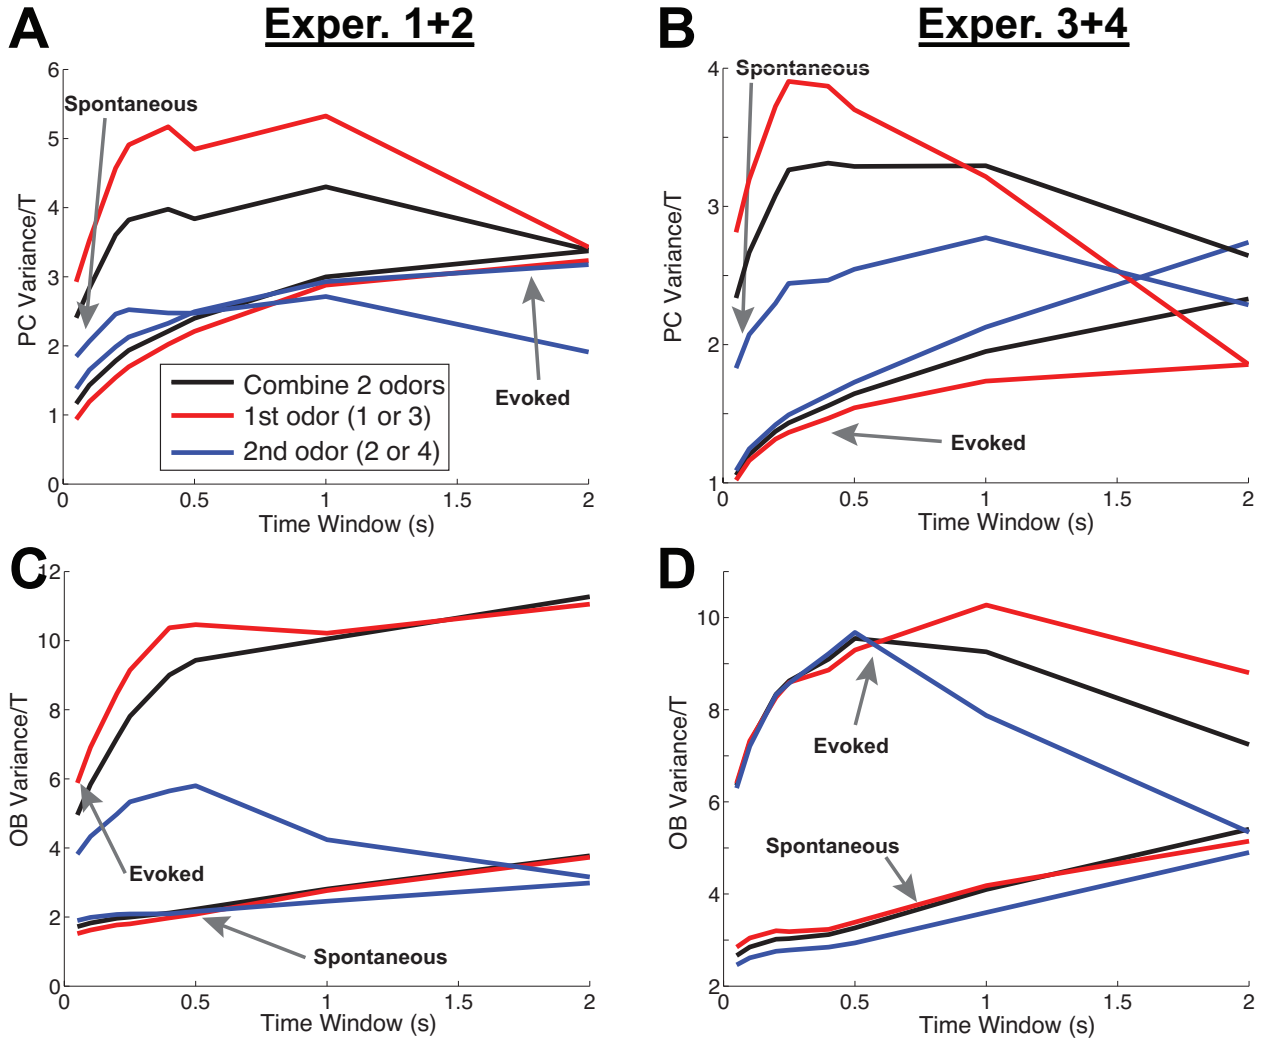 A
Exper. 1+2
B
Exper. 3+4
6
5
4
3
2
1
0
PC Variance/T
Spontaneous
Evoked
Combine 2 odors
1st odor (1 or 3)
2nd odor (2 or 4)
0 0.5 1 1.5 2
Time Window (s)
4
3
2
1
PC Variance/T
Spontaneous
Evoked
0 0.5 1 1.5 2
Time Window (s)
C
12
10
8
6
4
2
0
OB Variance/T
Evoked
Spontaneous
0 0.5 1 1.5 2
Time Window (s)
D
10
8
6
4
2
OB Variance/T
Evoked
Spontaneous
0 0.5 1 1.5 2
Time Window (s)